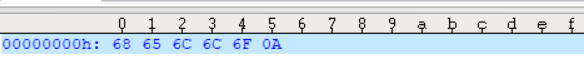 0 1 2 3 4 5 6 7 8 9 a b c d e f
00000000h: 68 65 6C 6C 6F 0A